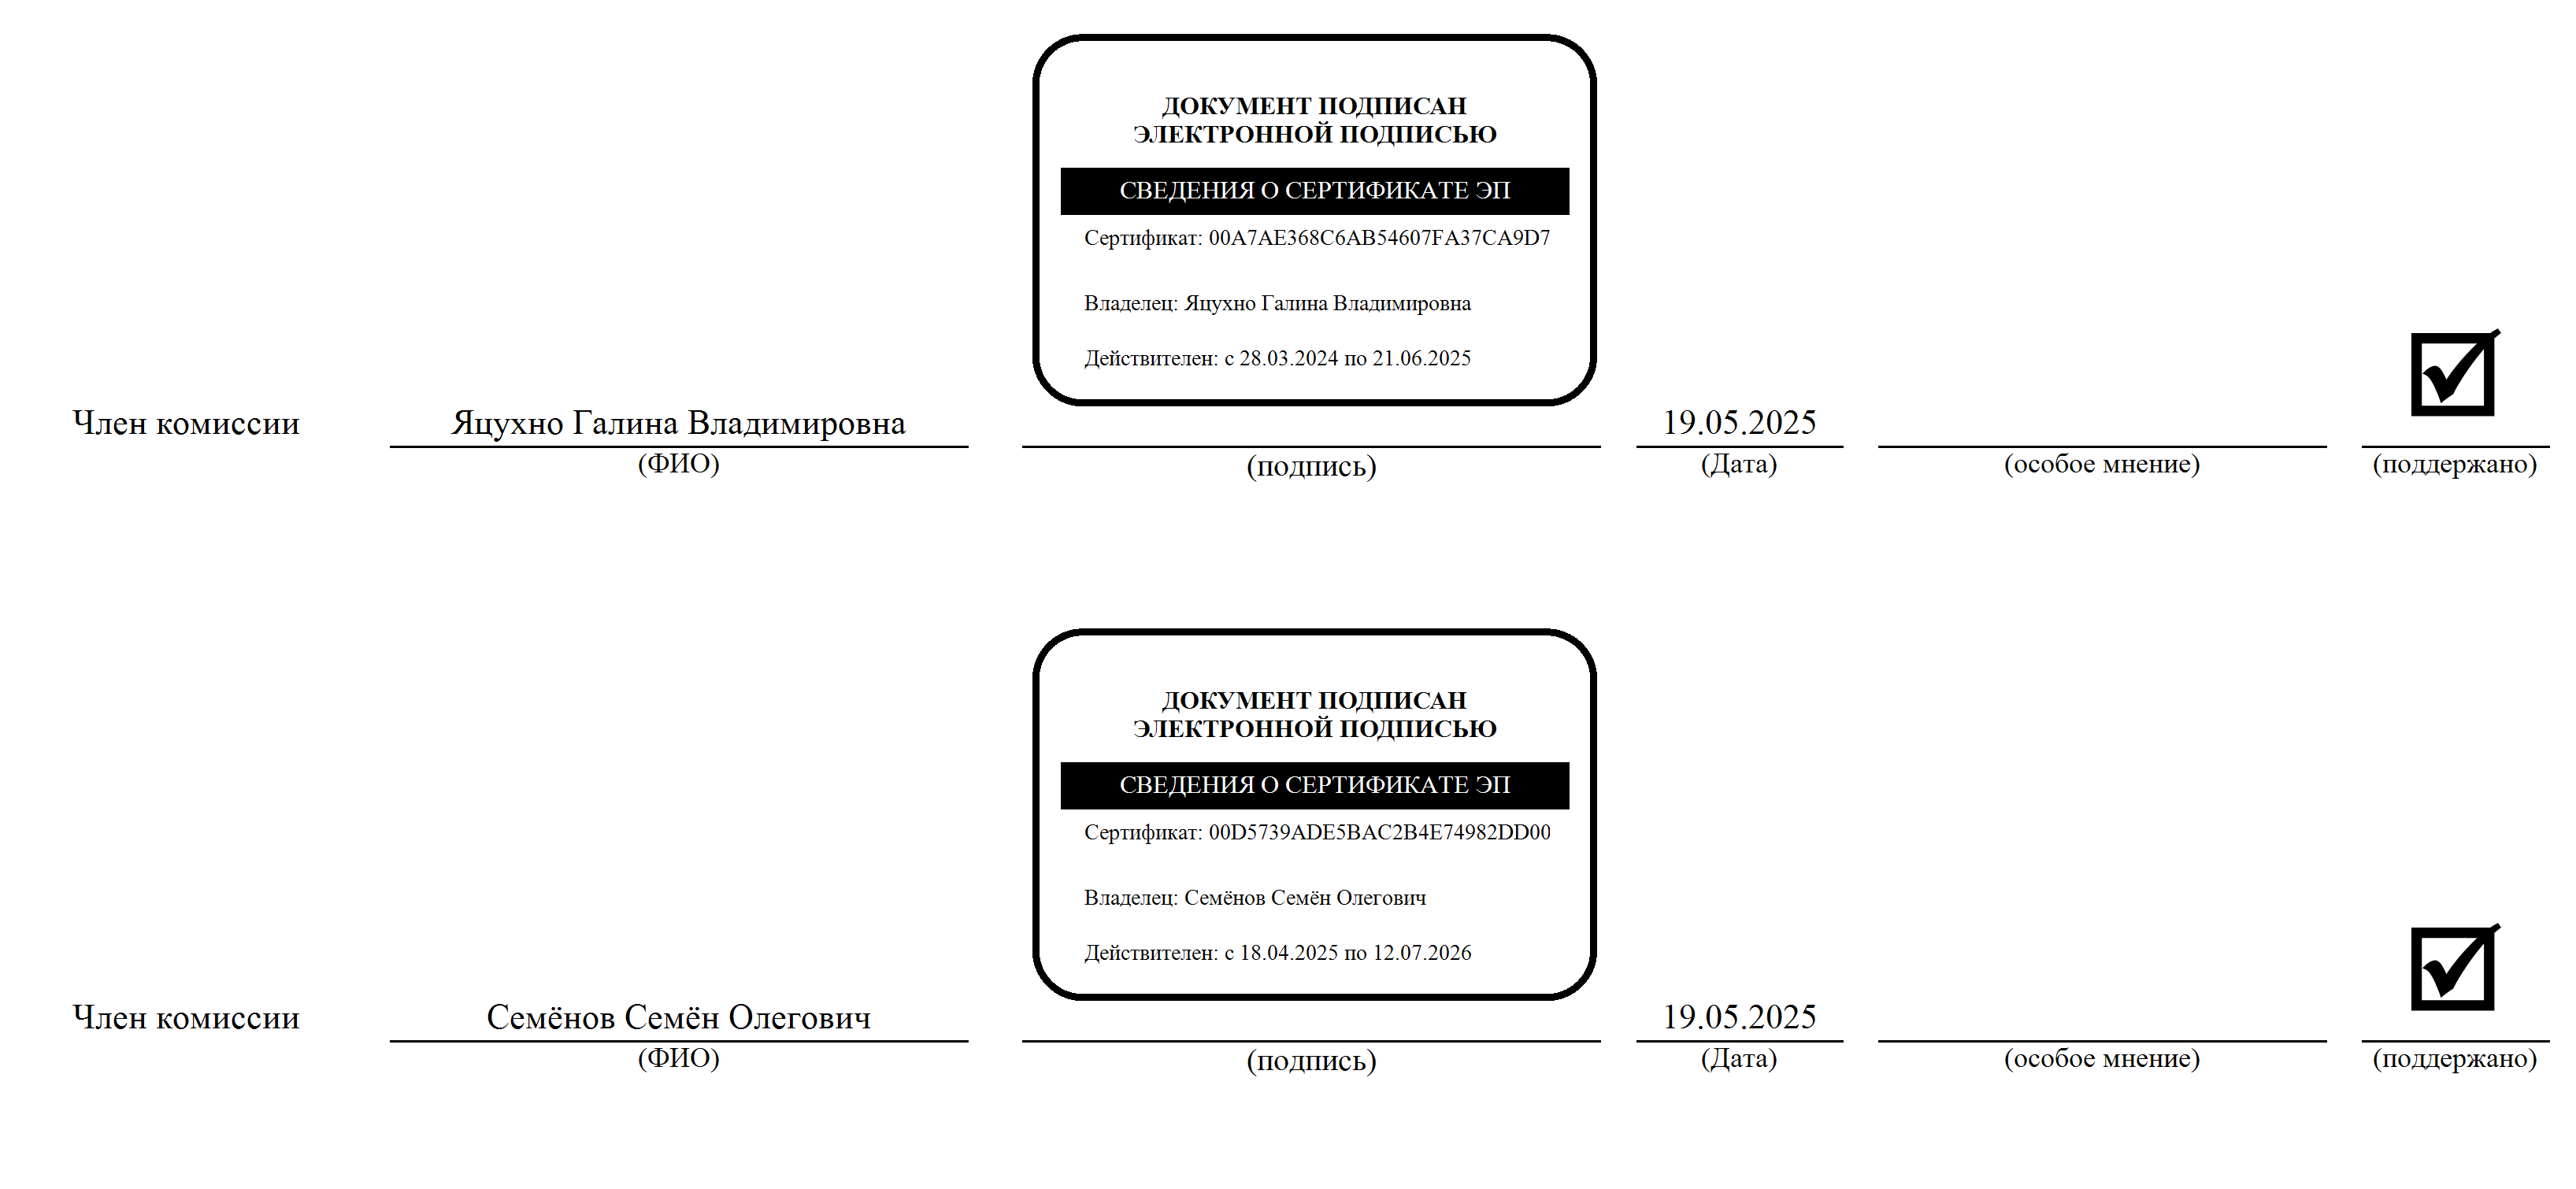 ДОКУМЕНТ ПОДПИСАН
ЭЛЕКТРОННОЙ ПОДПИСЬЮ
СВЕДЕНИЯ О СЕРТИФИКАТЕ ЭП
Сертификат: 00A7AE368C6AB54607FA37CA9D7
Владелец: Яцухно Галина Владимировна
Действителен: с 28.03.2024 по 21.06.2025
Член комиссии Яцухно Галина Владимировна 19.05.2025
(ФИО) (подпись) (Дата) (особое мнение) (поддержано)
ДОКУМЕНТ ПОДПИСАН
ЭЛЕКТРОННОЙ ПОДПИСЬЮ
СВЕДЕНИЯ О СЕРТИФИКАТЕ ЭП
Сертификат: 00D5739ADE5BAC2B4E74982DD00
Владелец: Семёнов Семён Олегович
Действителен: с 18.04.2025 по 12.07.2026
Член комиссии Семёнов Семён Олегович 19.05.2025
(ФИО) (подпись) (Дата) (особое мнение) (поддержано)